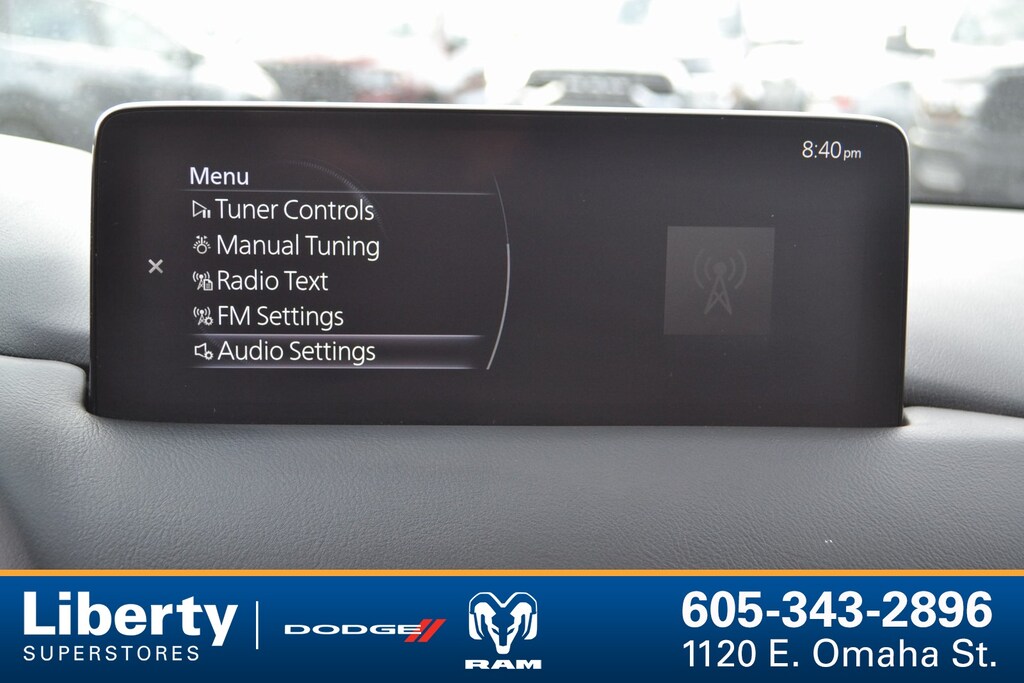 8:40pm
Menu
Tuner Controls
Manual Tuning
Radio Text
FM Settings
Audio Settings
Liberty
SUPERSTORES
DODGE
RAM
605-343-2896
1120 E. Omaha St.